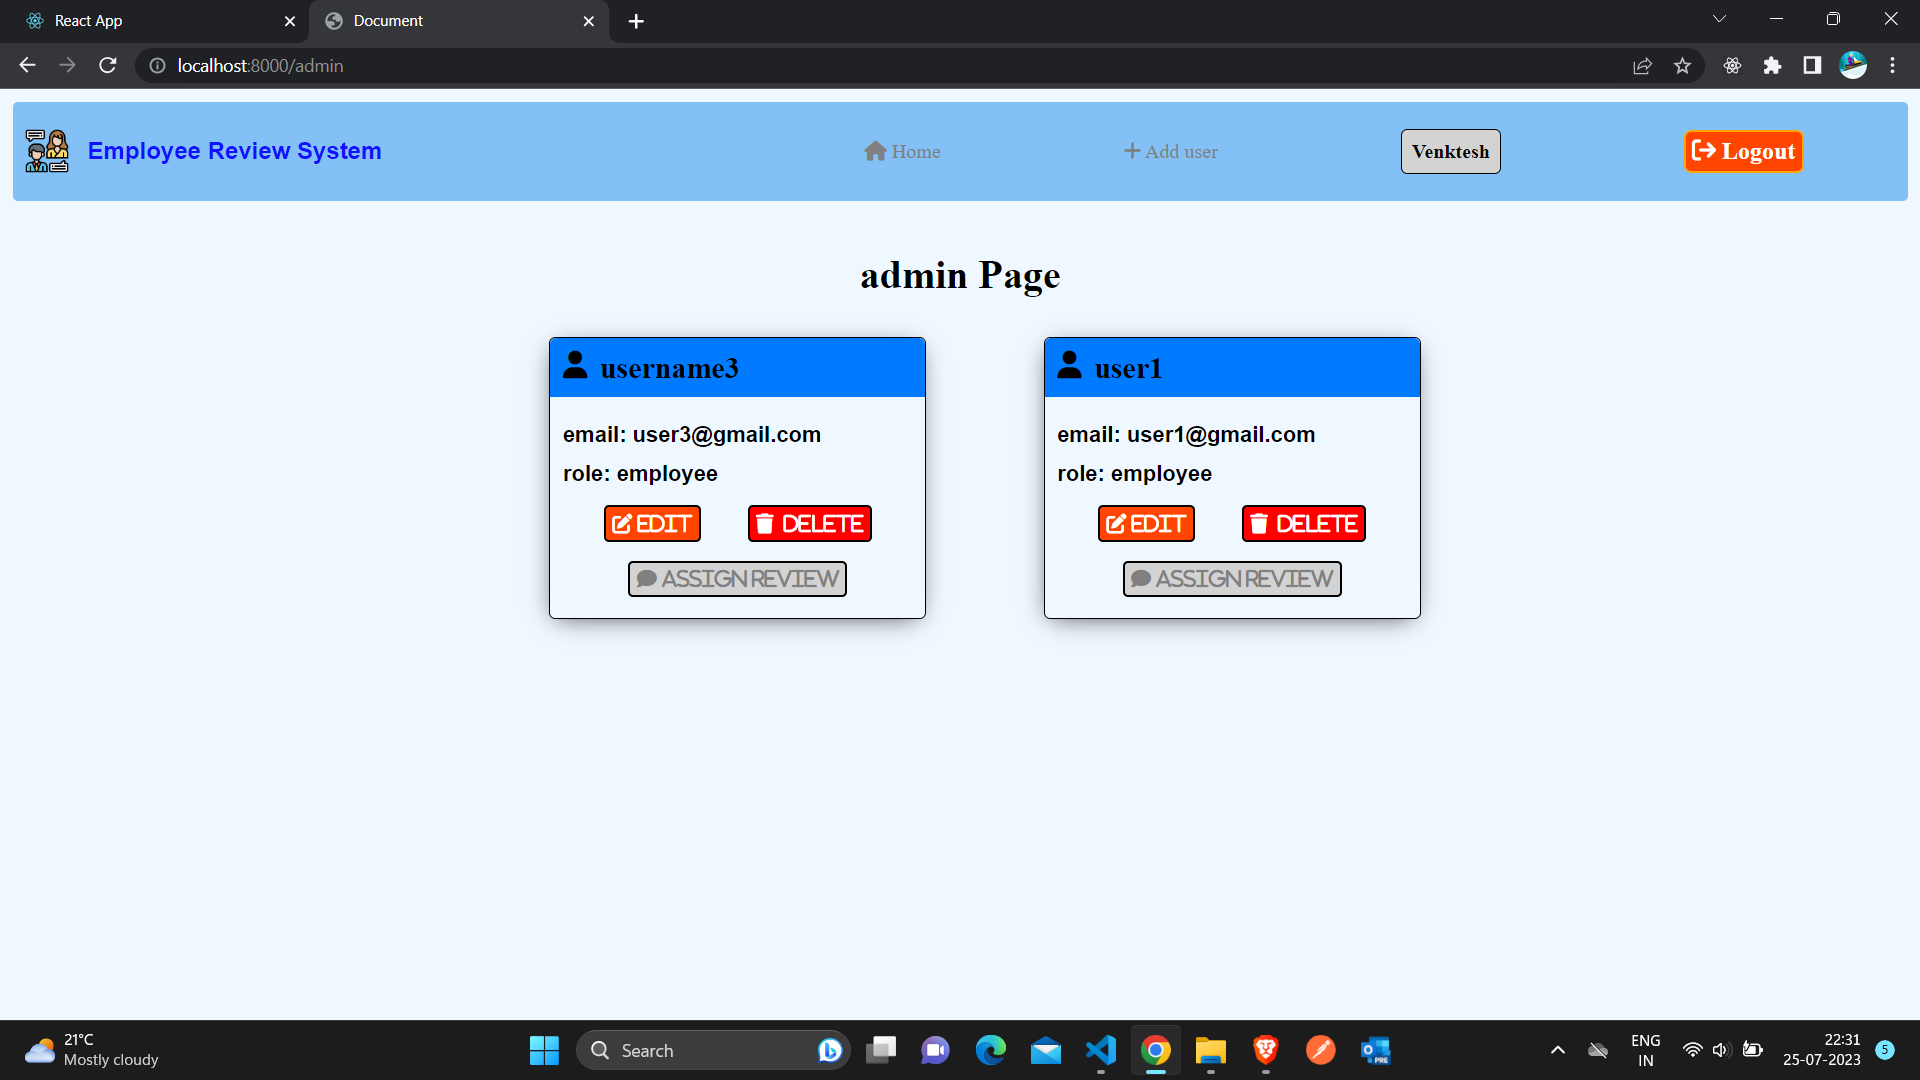 React App
Document
localhost:8000/admin
Employee Review System
Home
Add user
Venktesh
Logout
admin Page
username3
email: user3@gmail.com
role: employee
EDIT
DELETE
ASSIGN REVIEW
user1
email: user1@gmail.com
role: employee
EDIT
DELETE
ASSIGN REVIEW
21°C
Mostly cloudy
Search
PRE
ENG
IN
22:31
25-07-2023
5